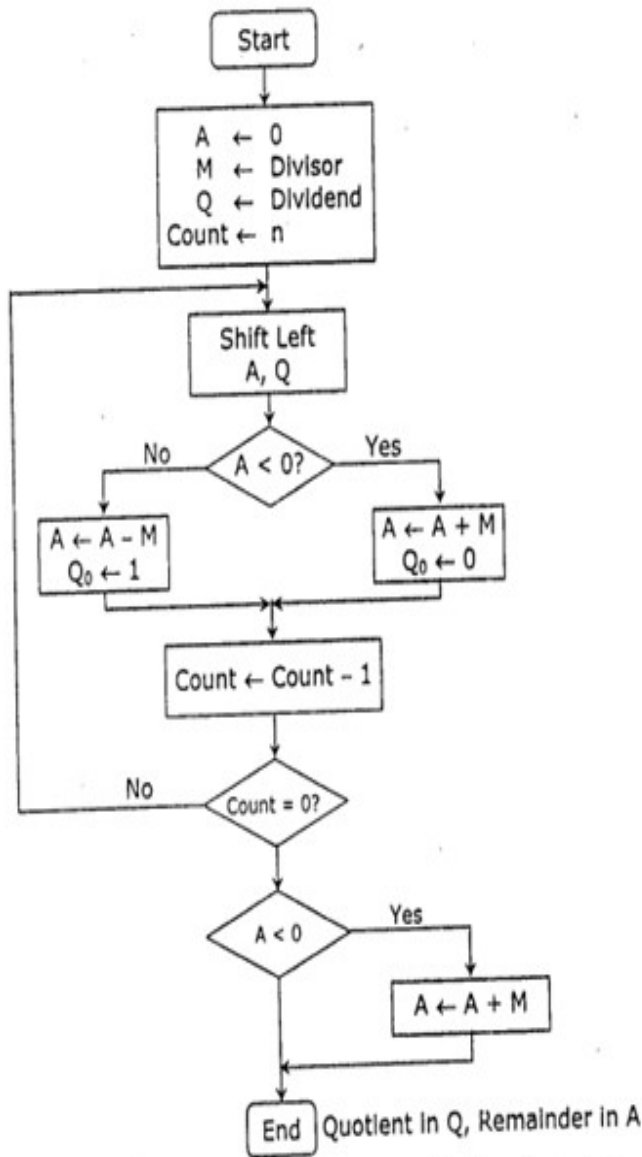 Start
A ← 0
M ← Divisor
Q ← Dividend
Count ← n
Shift Left
A, Q
A < 0?
No
Yes
A ← A – M
Q₀ ← 1
A ← A + M
Q₀ ← 0
Count ← Count – 1
Count = 0?
No
A < 0
Yes
A ← A + M
End
Quotient in Q, Remainder in A